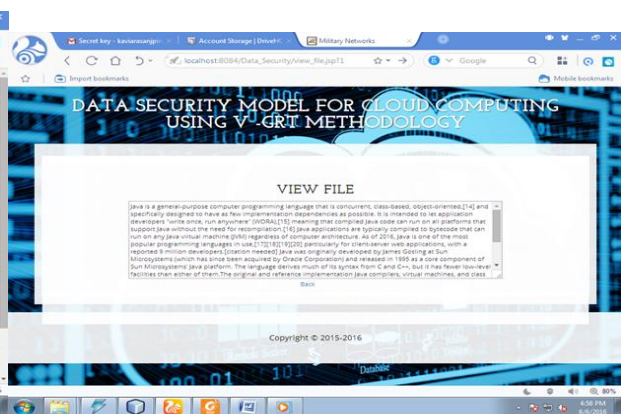 Secret key - kaviarasangpri
Account Storage | DriveH
Military Networks
localhost:8084/Data_Security/view_file.jsp?1
Google
Import bookmarks
Mobile bookmarks
DATA SECURITY MODEL FOR CLOUD COMPUTING
USING V -GRT METHODOLOGY
VIEW FILE
Java is a general-purpose computer programming language that is concurrent, class-based, object-oriented,[14] and
specifically designed to have as few implementation dependencies as possible. It is intended to let application
developers "write once, run anywhere" (WORA),[15] meaning that compiled Java code can run on all platforms that
support Java without the need for recompilation.[16] Java applications are typically compiled to bytecode that can
run on any Java virtual machine (JVM) regardless of computer architecture. As of 2016, Java is one of the most
popular programming languages in use,[17][18][19][20] particularly for client-server web applications, with a
reported 9 million developers.[citation needed] Java was originally developed by James Gosling at Sun
Microsystems (which has since been acquired by Oracle Corporation) and released in 1995 as a core component of
Sun Microsystems' Java platform. The language derives much of its syntax from C and C++, but it has fewer low-level
facilities than either of them.The original and reference implementation Java compilers, virtual machines, and class
Back
Copyright © 2015-2016
Database
80%
4:58 PM
6/6/2016